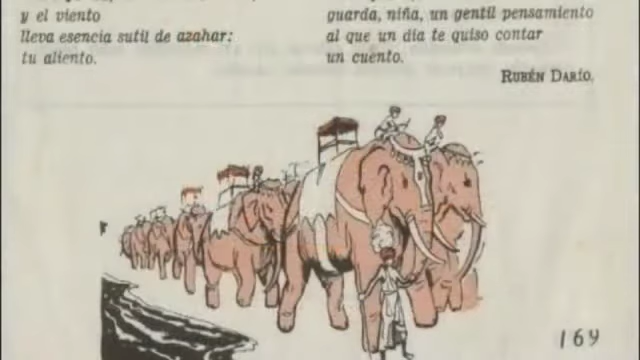 y el viento
lleva esencia sutil de azahar:
tu aliento.
guarda, niña, un gentil pensamiento
al que un día te quiso contar
un cuento.
RUBÉN DARÍO.
169